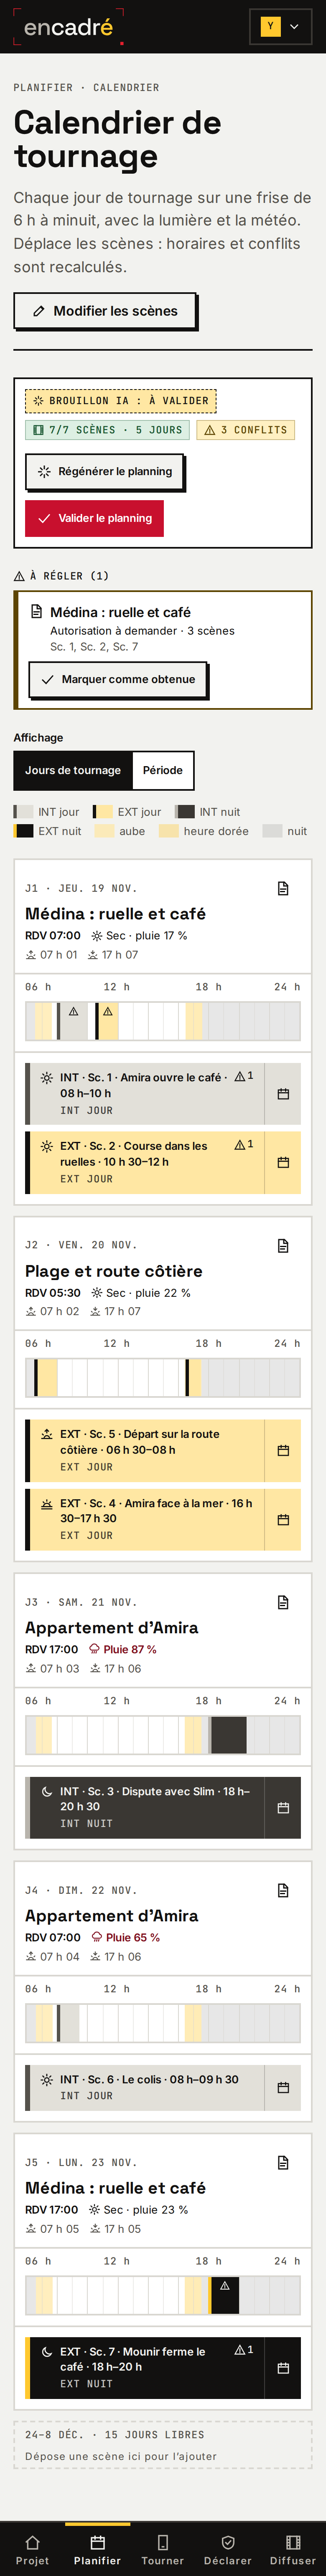 encadré
Y
PLANIFIER · CALENDRIER
Calendrier de
tournage
Chaque jour de tournage sur une frise de
6 h à minuit, avec la lumière et la météo.
Déplace les scènes : horaires et conflits
sont recalculés.
Modifier les scènes
BROUILLON IA : À VALIDER
7/7 SCÈNES · 5 JOURS
3 CONFLITS
Régénérer le planning
Valider le planning
À RÉGLER (1)
Médina : ruelle et café
Autorisation à demander · 3 scènes
Sc. 1, Sc. 2, Sc. 7
Marquer comme obtenue
Affichage
Jours de tournage Période
INT jour EXT jour INT nuit
EXT nuit aube heure dorée nuit
J1 · JEU. 19 NOV.
Médina : ruelle et café
RDV 07:00 Sec · pluie 17 %
07 h 01 17 h 07
06 h 12 h 18 h 24 h
INT · Sc. 1 · Amira ouvre le café · 1
08 h–10 h
INT JOUR
EXT · Sc. 2 · Course dans les 1
ruelles · 10 h 30–12 h
EXT JOUR
J2 · VEN. 20 NOV.
Plage et route côtière
RDV 05:30 Sec · pluie 22 %
07 h 02 17 h 07
06 h 12 h 18 h 24 h
EXT · Sc. 5 · Départ sur la route
côtière · 06 h 30–08 h
EXT JOUR
EXT · Sc. 4 · Amira face à la mer · 16 h
30–17 h 30
EXT JOUR
J3 · SAM. 21 NOV.
Appartement d’Amira
RDV 17:00 Pluie 87 %
07 h 03 17 h 06
06 h 12 h 18 h 24 h
INT · Sc. 3 · Dispute avec Slim · 18 h–
20 h 30
INT NUIT
J4 · DIM. 22 NOV.
Appartement d’Amira
RDV 07:00 Pluie 65 %
07 h 04 17 h 06
06 h 12 h 18 h 24 h
INT · Sc. 6 · Le colis · 08 h–09 h 30
INT JOUR
J5 · LUN. 23 NOV.
Médina : ruelle et café
RDV 17:00 Sec · pluie 23 %
07 h 05 17 h 05
06 h 12 h 18 h 24 h
EXT · Sc. 7 · Mounir ferme le 1
café · 18 h–20 h
EXT NUIT
24–8 DÉC. · 15 JOURS LIBRES
Dépose une scène ici pour l’ajouter
Projet Planifier Tourner Déclarer Diffuser